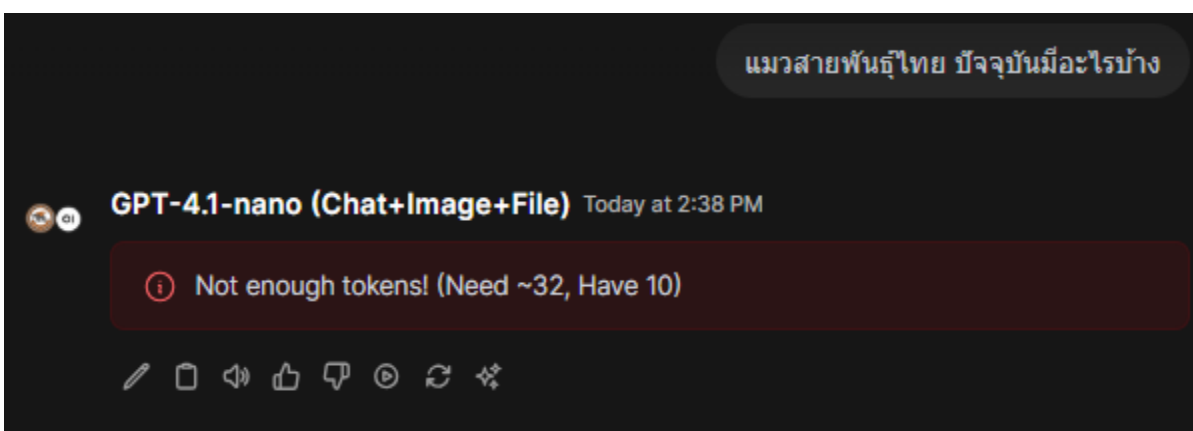 แมวสายพันธุ์ไทย ปัจจุบันมีอะไรบ้าง
GPT-4.1-nano (Chat+Image+File) Today at 2:38 PM
Not enough tokens! (Need ~32, Have 10)